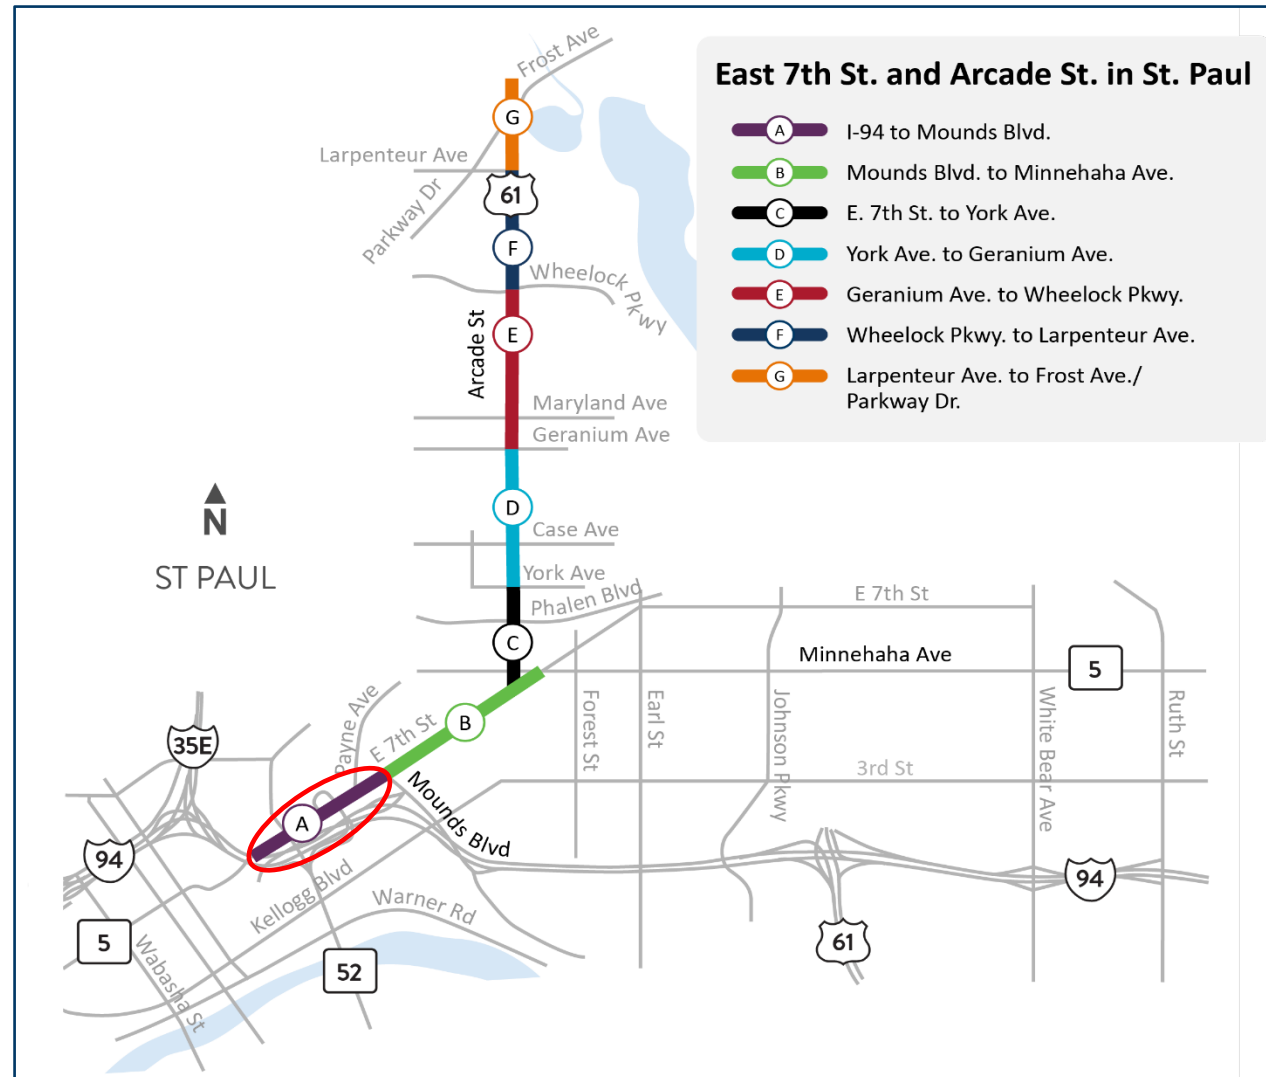 East 7th St. and Arcade St. in St. Paul
A I-94 to Mounds Blvd.
B Mounds Blvd. to Minnehaha Ave.
C E. 7th St. to York Ave.
D York Ave. to Geranium Ave.
E Geranium Ave. to Wheelock Pkwy.
F Wheelock Pkwy. to Larpenteur Ave.
G Larpenteur Ave. to Frost Ave./
Parkway Dr.
Frost Ave
G
Larpenteur Ave
61
Parkway Dr
F
Wheelock Pkwy
Arcade St
E
Maryland Ave
Geranium Ave
D
N
Case Ave
ST PAUL
York Ave
Phalen Blvd
E 7th St
C
Minnehaha Ave
5
Payne Ave
E 7th St
B
Forest St
Earl St
Johnson Pkwy
White Bear Ave
Ruth St
35E
3rd St
A
Mounds Blvd
94
94
Kellogg Blvd
Warner Rd
5
Wabasha St
52
61